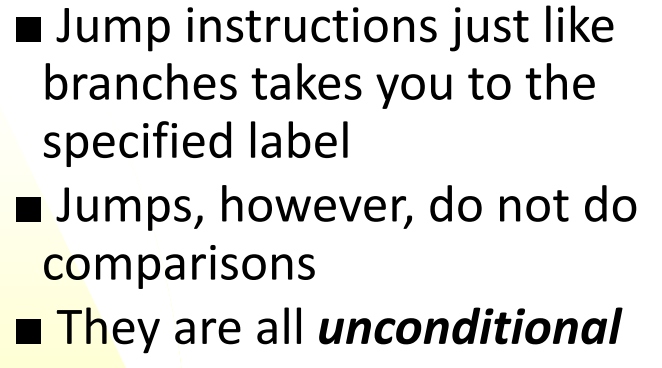 ■ Jump instructions just like
branches takes you to the
specified label
■ Jumps, however, do not do
comparisons
■ They are all unconditional